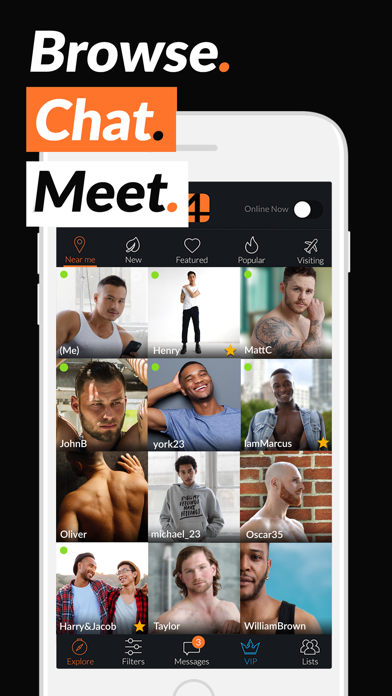 Browse.
Chat.
Meet.
4
Online Now
Near me
New
Featured
Popular
Visiting
(Me)
Henry
MattC
JohnB
york23
IamMarcus
Oliver
michael_23
Oscar35
Harry&Jacob
Taylor
WilliamBrown
3
Explore
Filters
Messages
VIP
Lists